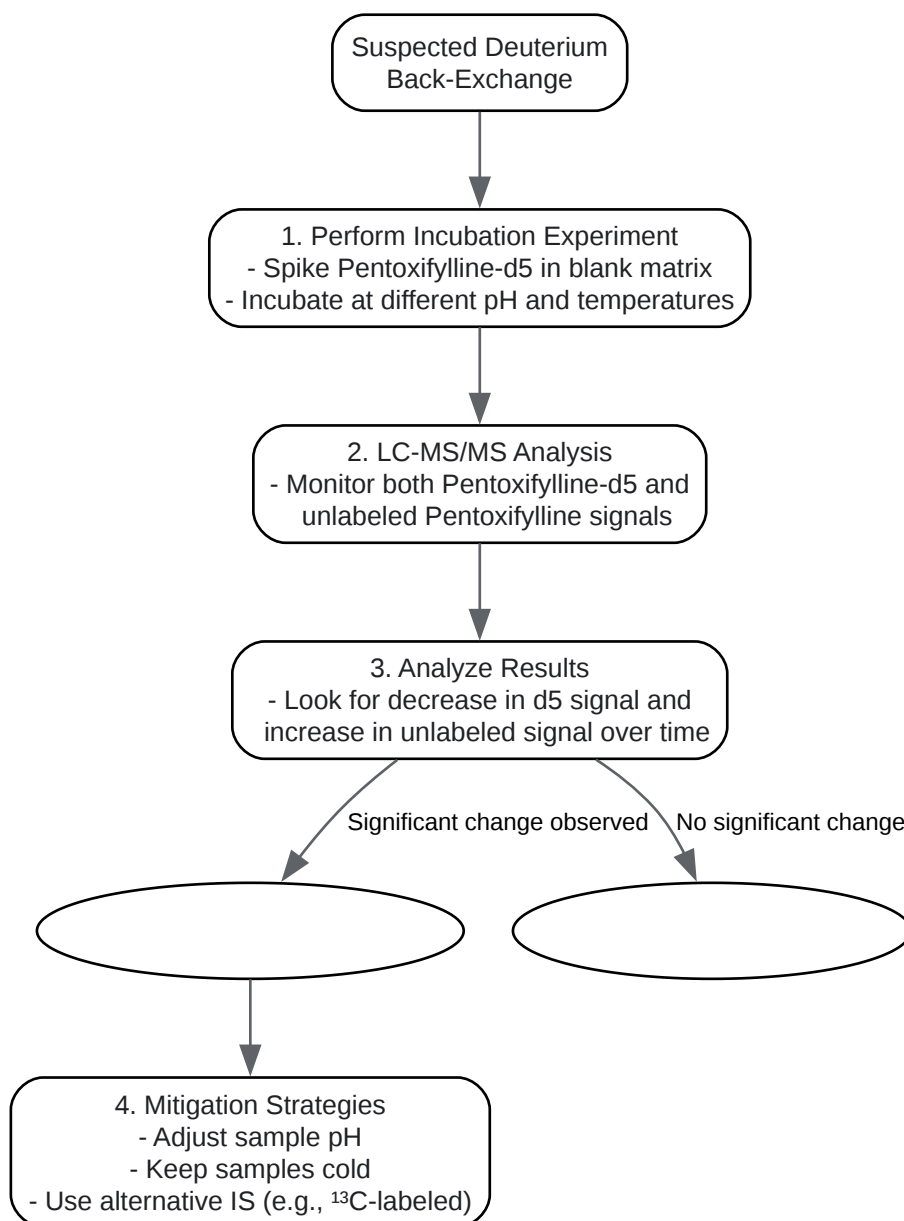 Suspected Deuterium
Back-Exchange
1. Perform Incubation Experiment
- Spike Pentoxifylline-d5 in blank matrix
- Incubate at different pH and temperatures
2. LC-MS/MS Analysis
- Monitor both Pentoxifylline-d5 and
unlabeled Pentoxifylline signals
3. Analyze Results
- Look for decrease in d5 signal and
increase in unlabeled signal over time
Significant change observed
No significant change
4. Mitigation Strategies
- Adjust sample pH
- Keep samples cold
- Use alternative IS (e.g., ¹³C-labeled)